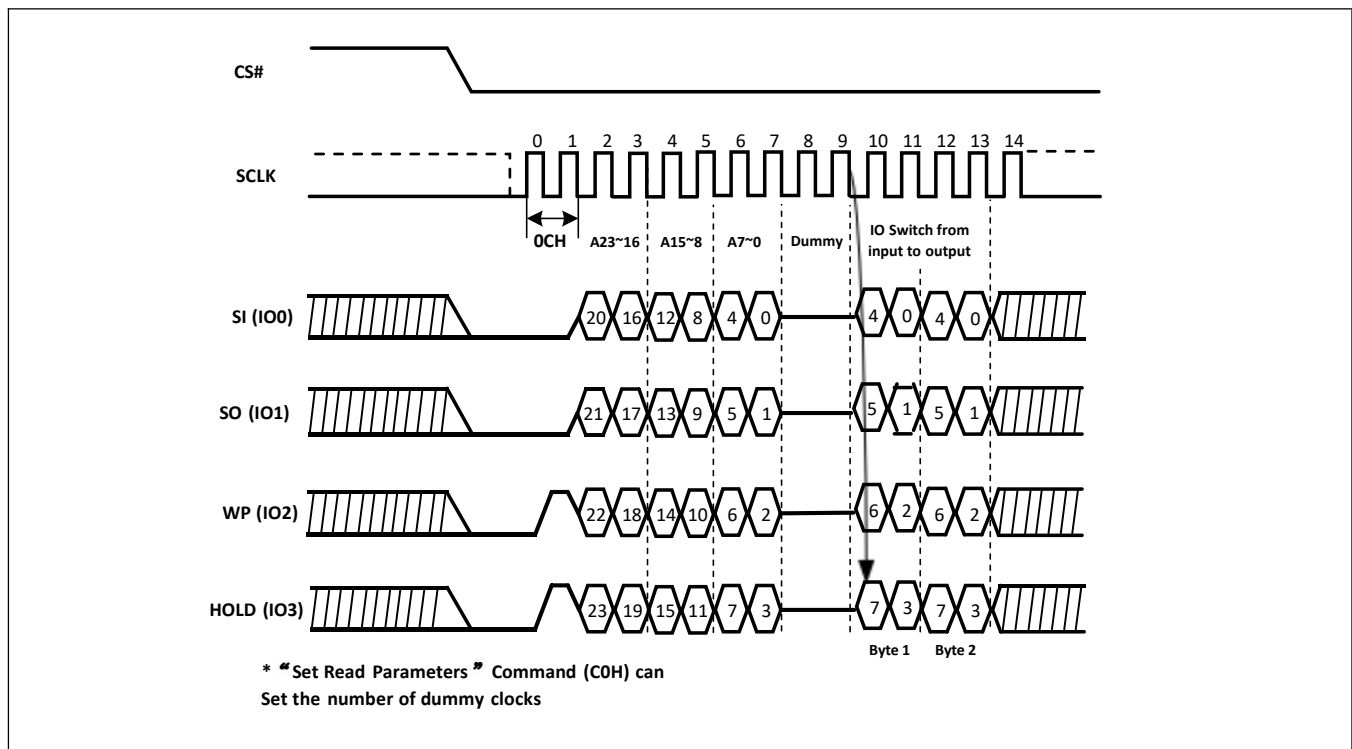 CS#
0 1 2 3 4 5 6 7 8 9 10 11 12 13 14
SCLK
0CH A23~16 A15~8 A7~0 Dummy IO Switch from
input to output
SI (IO0) 20 16 12 8 4 0 4 0 4 0
SO (IO1) 21 17 13 9 5 1 5 1 5 1
WP (IO2) 22 18 14 10 6 2 6 2 6 2
HOLD (IO3) 23 19 15 11 7 3 7 3 7 3
Byte 1 Byte 2
* “Set Read Parameters” Command (C0H) can
Set the number of dummy clocks